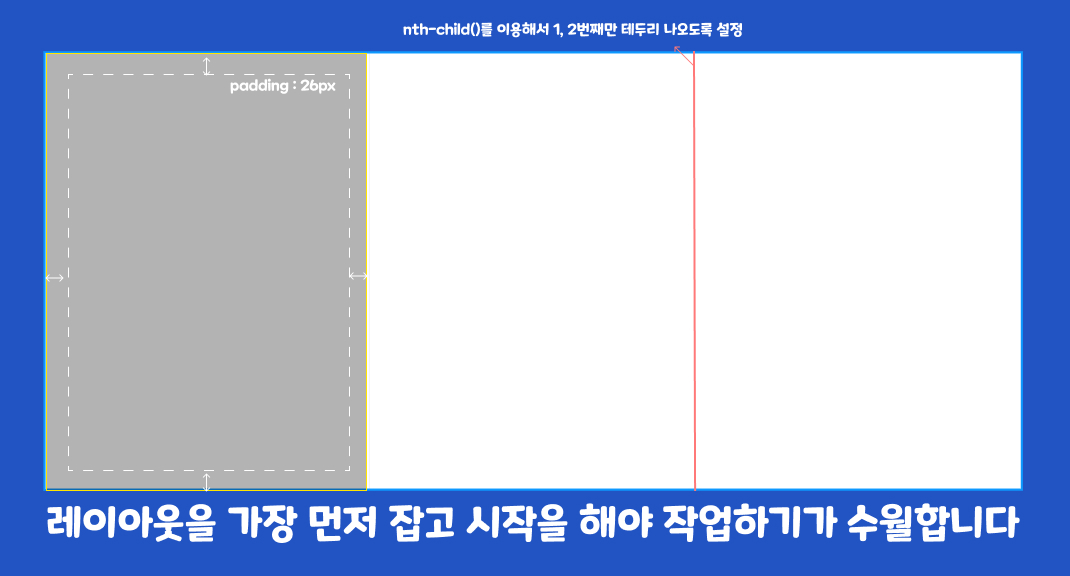 nth-child()를 이용해서 1, 2번째만 테두리 나오도록 설정
padding : 26px
레이아웃을 가장 먼저 잡고 시작을 해야 작업하기가 수월합니다